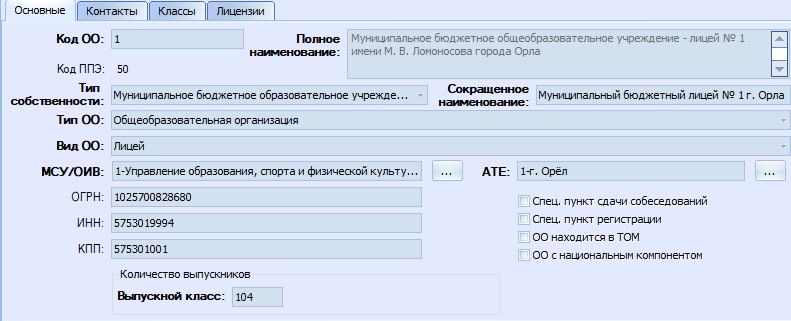 Основные Контакты Классы Лицензии
Код ОО: 1
Полное наименование: Муниципальное бюджетное общеобразовательное учреждение - лицей № 1
имени М. В. Ломоносова города Орла
Код ППЭ: 50
Тип собственности: Муниципальное бюджетное образовательное учрежде...
Сокращенное наименование: Муниципальный бюджетный лицей № 1 г. Орла
Тип ОО: Общеобразовательная организация
Вид ОО: Лицей
МСУ/ОИВ: 1-Управление образования, спорта и физической культу... ... АТЕ: 1-г. Орёл ...
ОГРН: 1025700828680
ИНН: 5753019994
КПП: 575301001
Спец. пункт сдачи собеседований
Спец. пункт регистрации
ОО находится в ТОМ
ОО с национальным компонентом
Количество выпускников
Выпускной класс: 104